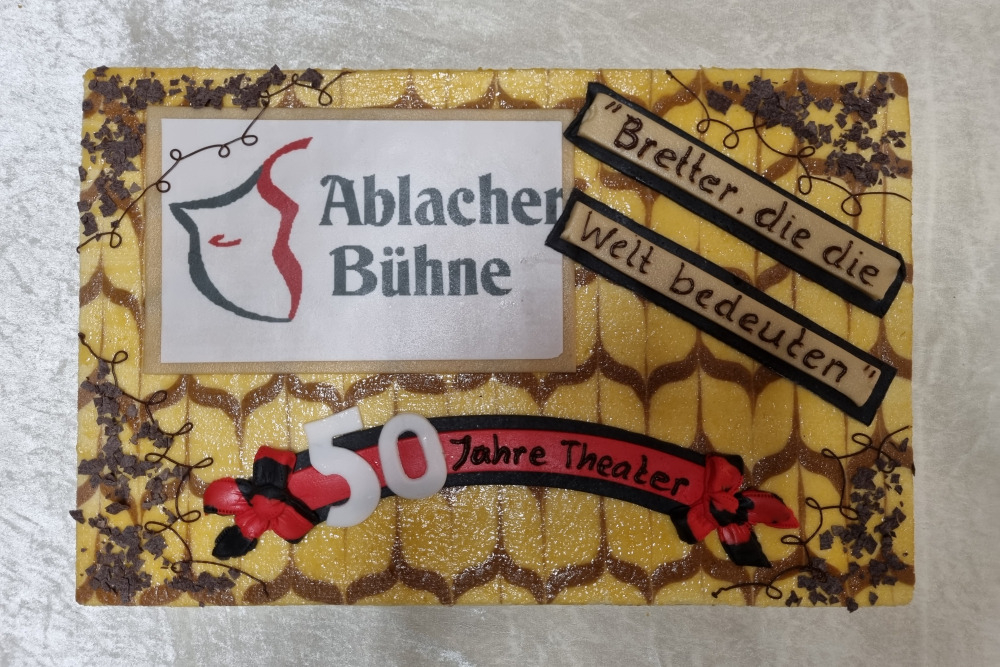 Ablacher
Bühne
"Bretter, die die
Welt bedeuten"
50 Jahre Theater